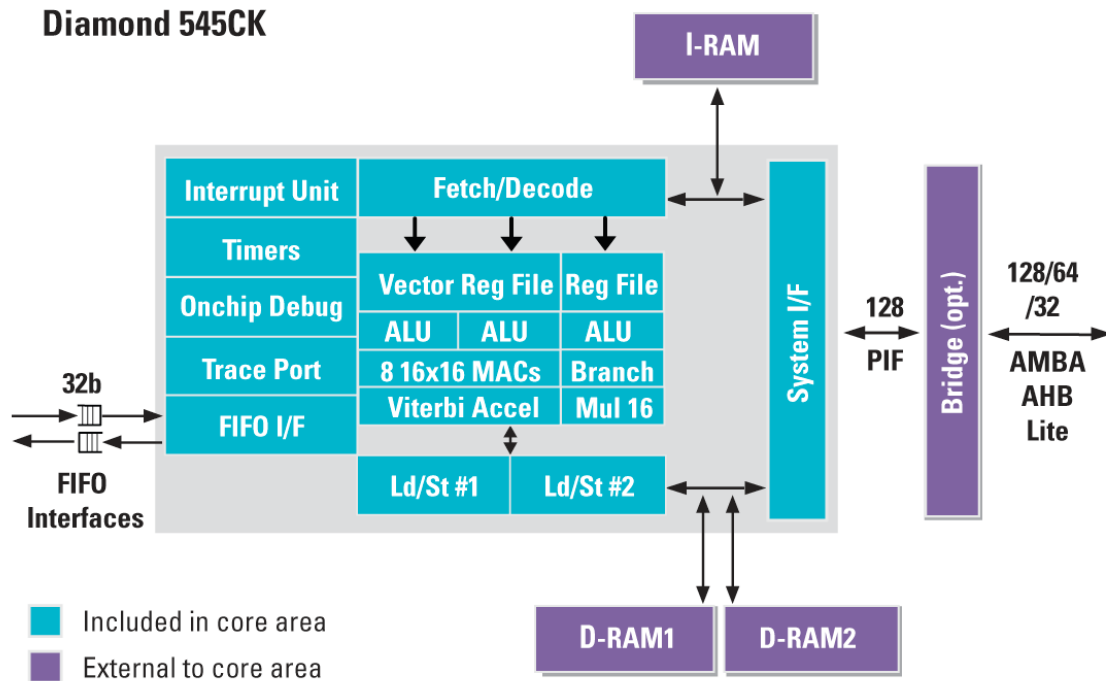 Diamond 545CK
I-RAM
Interrupt Unit
Fetch/Decode
Timers
Onchip Debug
Trace Port
FIFO I/F
Vector Reg File
Reg File
ALU
ALU
ALU
8 16x16 MACs
Branch
Viterbi Accel
Mul 16
Ld/St #1
Ld/St #2
System I/F
32b
FIFO
Interfaces
128
PIF
Bridge (opt.)
128/64
/32
AMBA
AHB
Lite
D-RAM1
D-RAM2
Included in core area
External to core area